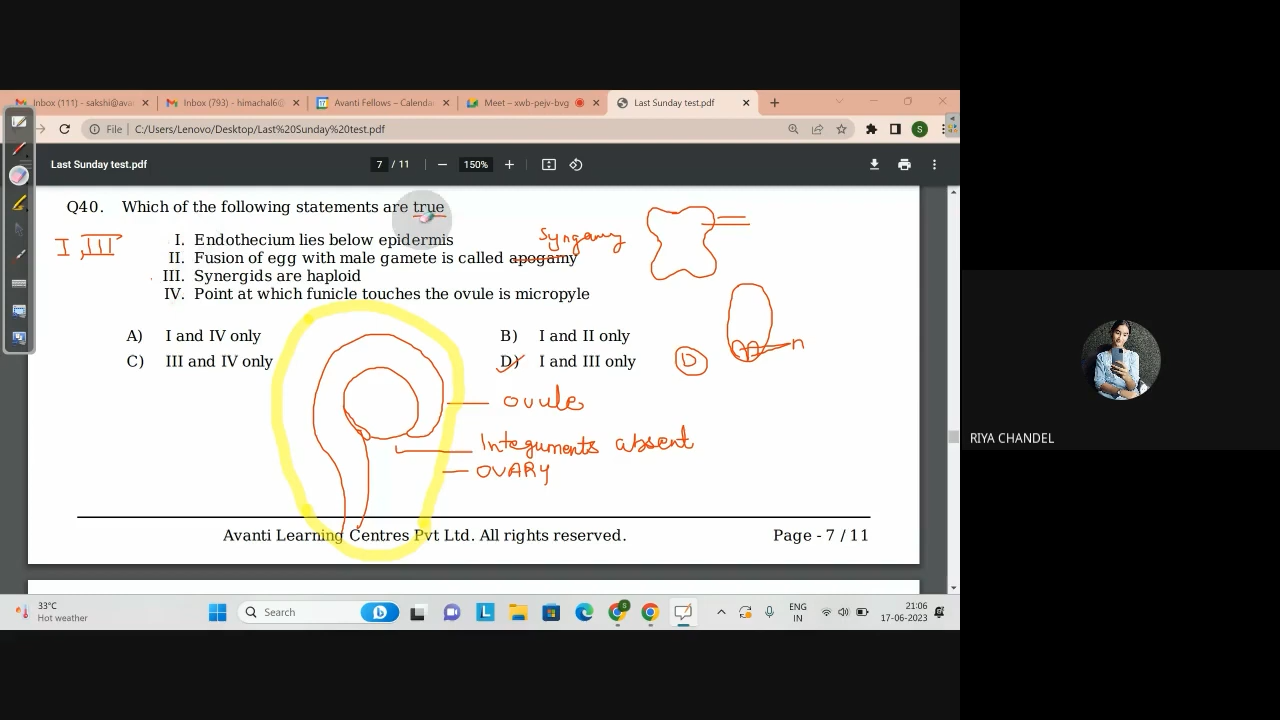 Inbox (111) - sakshi@ava
Inbox (793) - himachal6@
Avanti Fellows – Calenda
Meet – xwb-pejv-bvg
Last Sunday test.pdf
File C:/Users/Lenovo/Desktop/Last%20Sunday%20test.pdf
S
Last Sunday test.pdf
7 / 11
150%
Q40. Which of the following statements are true
I, III
I. Endothecium lies below epidermis
Syngamy
II. Fusion of egg with male gamete is called apogamy
III. Synergids are haploid
IV. Point at which funicle touches the ovule is micropyle
A) I and IV only
B) I and II only
C) III and IV only
D) I and III only
D
n
ovule
Integuments absent
OVARY
Avanti Learning Centres Pvt Ltd. All rights reserved.
Page - 7 / 11
RIYA CHANDEL
33°C
Hot weather
Search
ENG
IN
21:06
17-06-2023